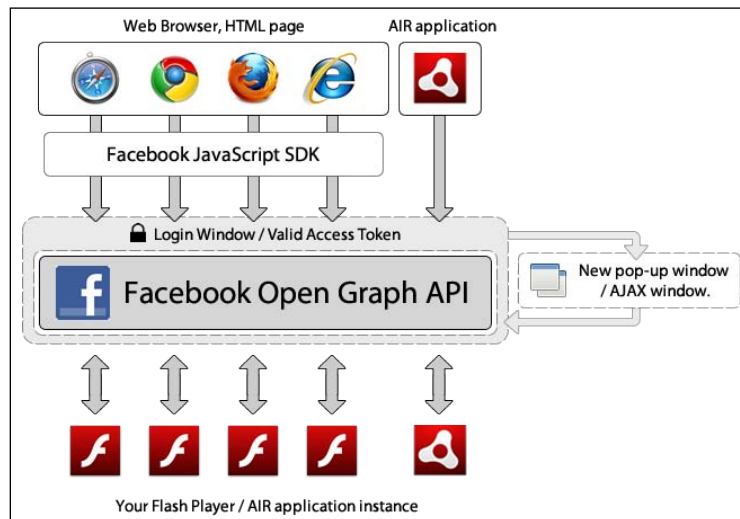 Web Browser, HTML page
AIR application
Facebook JavaScript SDK
Login Window / Valid Access Token
Facebook Open Graph API
New pop-up window
/ AJAX window.
Your Flash Player / AIR application instance